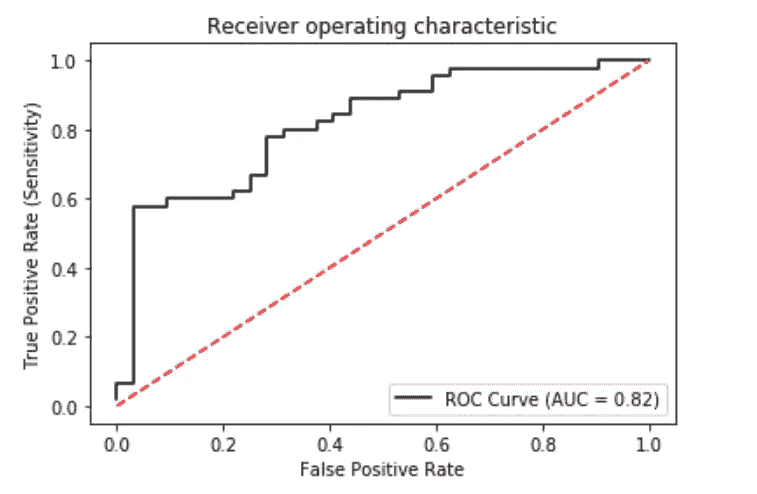 Receiver operating characteristic
True Positive Rate (Sensitivity)
1.0
0.8
0.6
0.4
0.2
0.0
ROC Curve (AUC = 0.82)
0.0 0.2 0.4 0.6 0.8 1.0
False Positive Rate